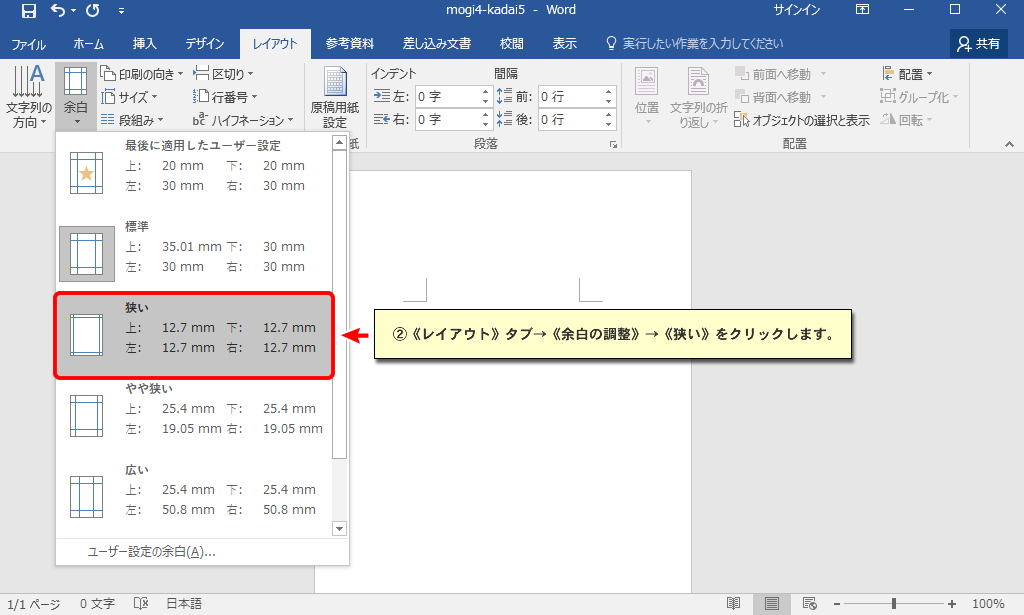 mogi4-kadai5 - Word
サインイン
ファイル ホーム 挿入 デザイン レイアウト 参考資料 差し込み文書 校閲 表示 実行したい作業を入力してください 共有
文字列の方向
余白
印刷の向き
サイズ
段組み
区切り
行番号
ハイフネーション
原稿用紙設定
紙
インデント
左: 0 字
右: 0 字
間隔
前: 0 行
後: 0 行
段落
位置
文字列の折り返し
前面へ移動
背面へ移動
オブジェクトの選択と表示
配置
グループ化
回転
配置
最後に適用したユーザー設定
上: 20 mm 下: 20 mm
左: 30 mm 右: 30 mm
標準
上: 35.01 mm 下: 30 mm
左: 30 mm 右: 30 mm
狭い
上: 12.7 mm 下: 12.7 mm
左: 12.7 mm 右: 12.7 mm
やや狭い
上: 25.4 mm 下: 25.4 mm
左: 19.05 mm 右: 19.05 mm
広い
上: 25.4 mm 下: 25.4 mm
左: 50.8 mm 右: 50.8 mm
ユーザー設定の余白(A)...
②《レイアウト》タブ→《余白の調整》→《狭い》をクリックします。
1/1 ページ 0 文字 日本語
100%